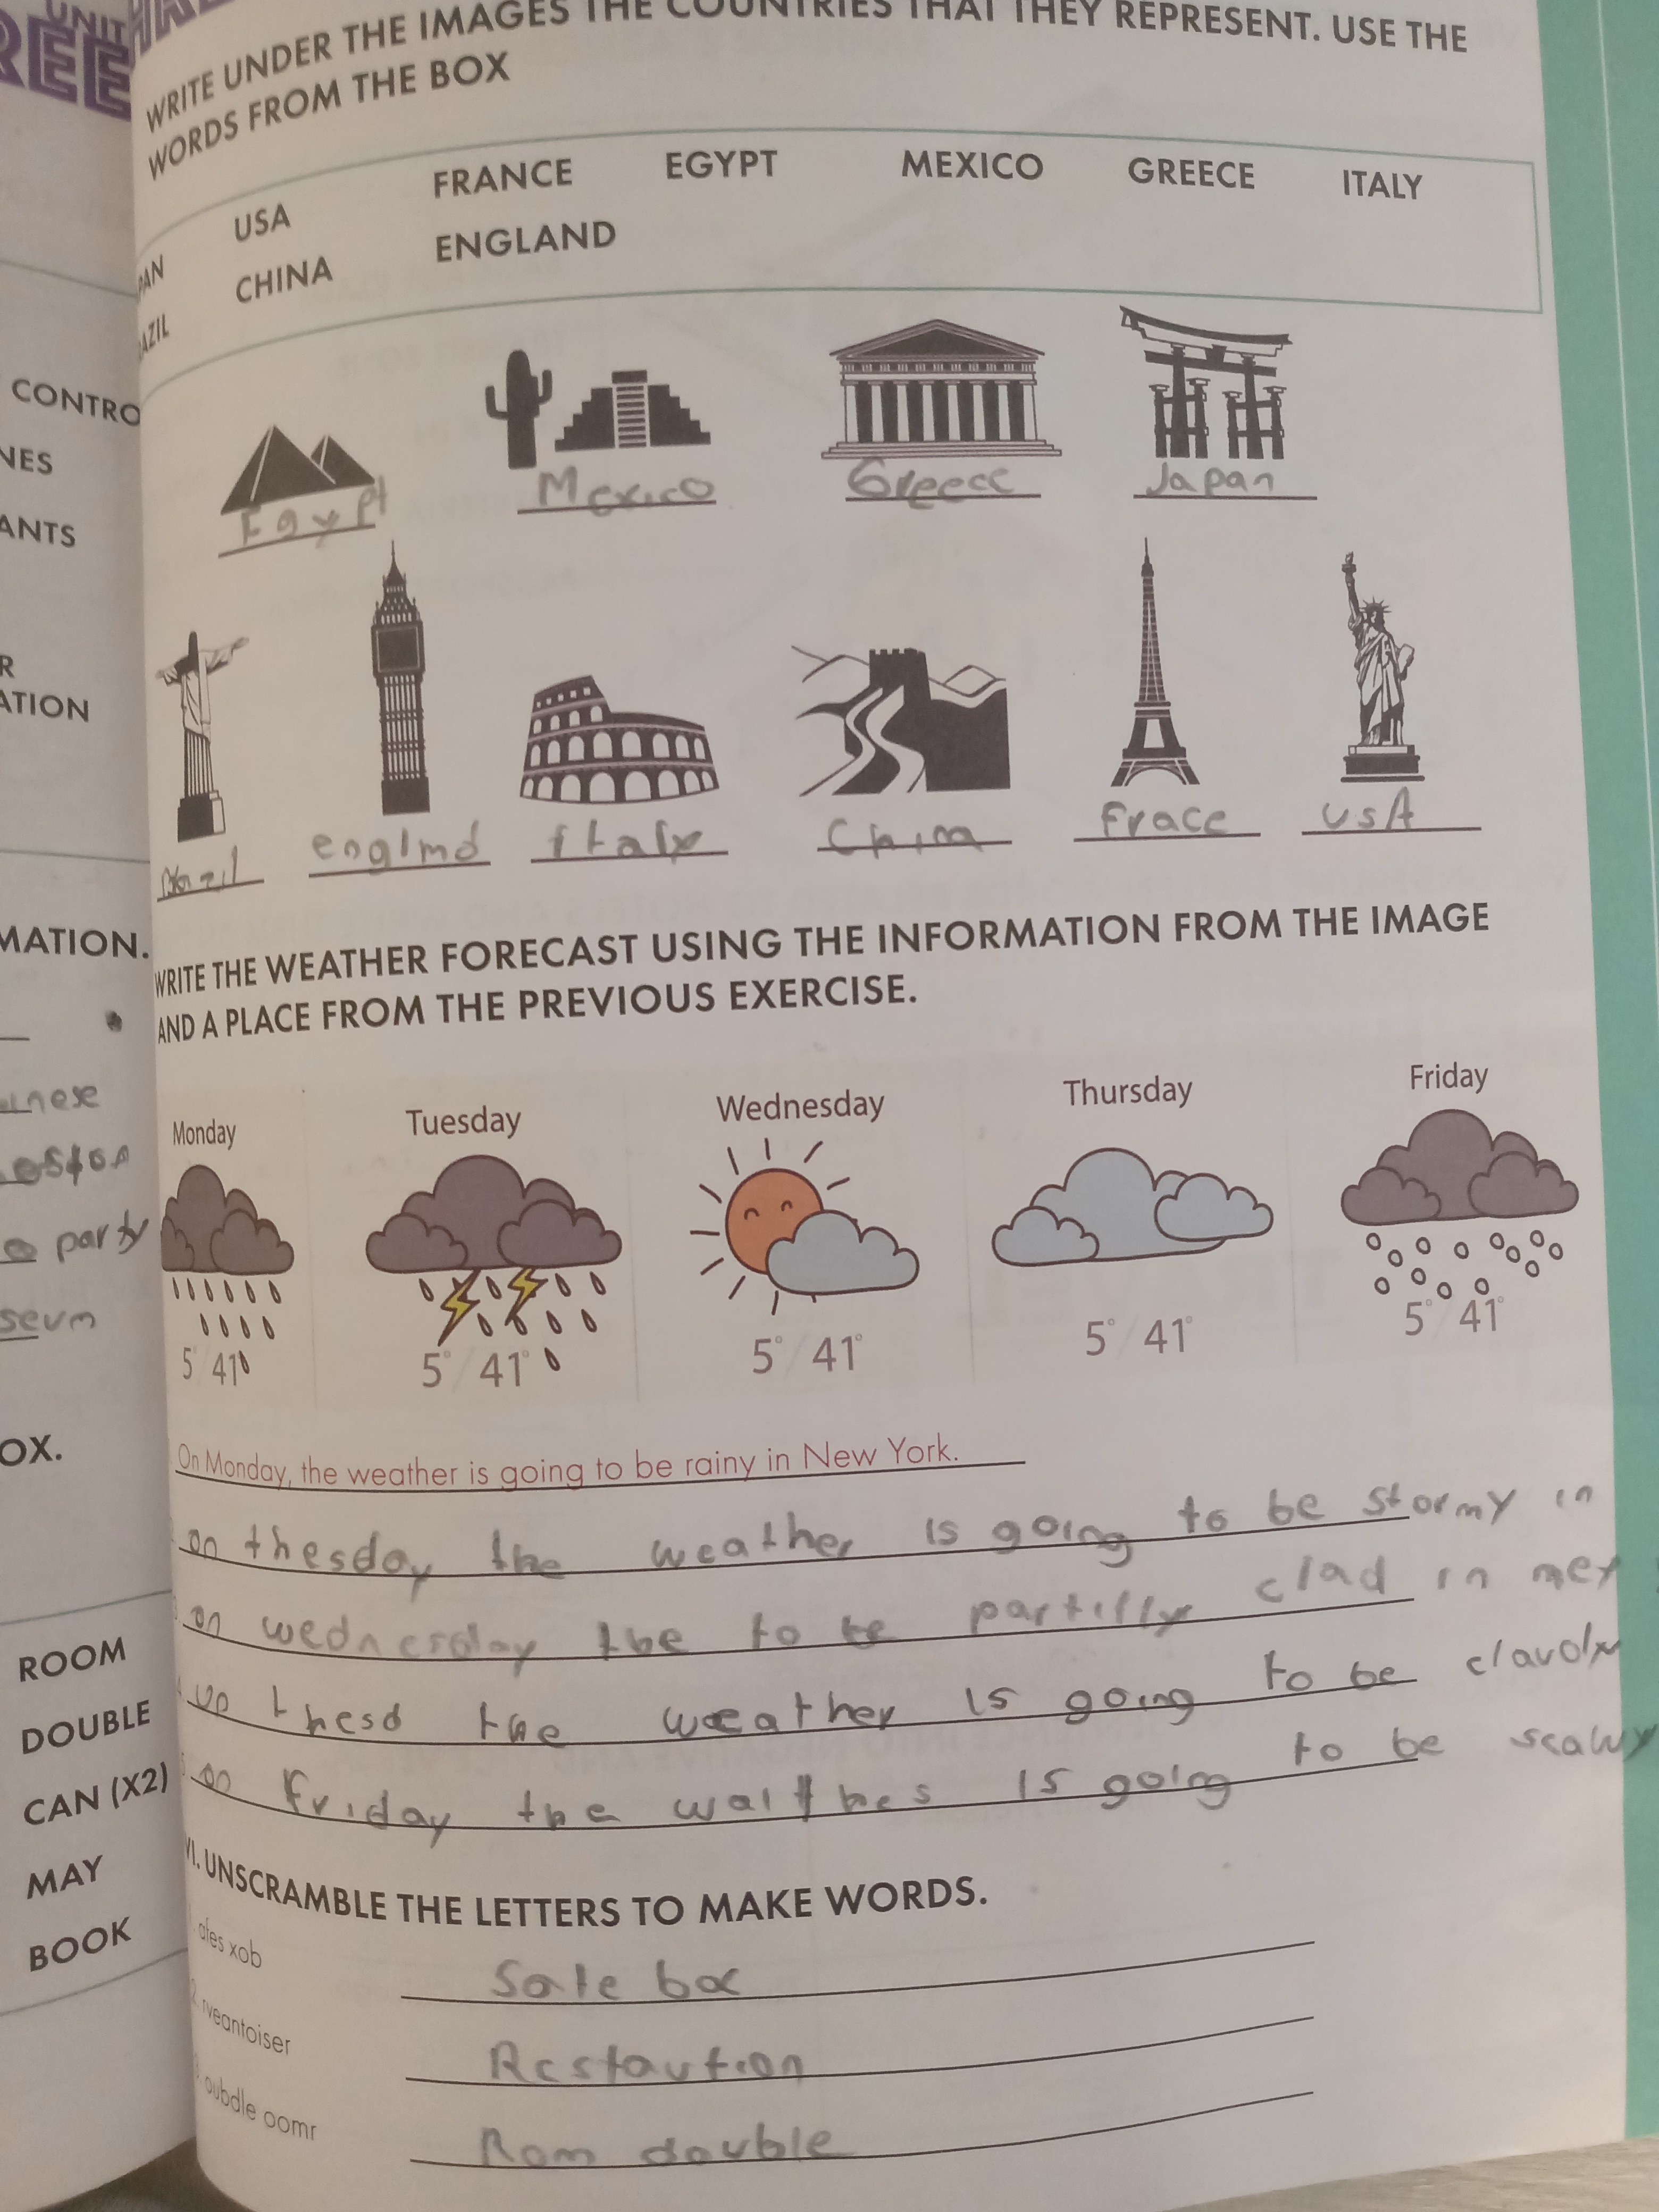 UNIT
REE
WRITE UNDER THE IMAGES THE COUNTRIES THAT THEY REPRESENT. USE THE
WORDS FROM THE BOX
PAN USA FRANCE EGYPT MEXICO GREECE ITALY
AZIL CHINA ENGLAND
Egypt Mexico Greece Japan
englmd italy China Frace usA
WRITE THE WEATHER FORECAST USING THE INFORMATION FROM THE IMAGE
AND A PLACE FROM THE PREVIOUS EXERCISE.
Monday Tuesday Wednesday Thursday Friday
5° 41° 5° / 41° 5° / 41° 5° / 41° 5° 41°
On Monday, the weather is going to be rainy in New York.
on thesday the weather is going to be stormy in
on wednesday the to be partilly clad in
thesd the weather is going to be
on Friday the is going to be
VI. UNSCRAMBLE THE LETTERS TO MAKE WORDS.
1. afes xob
Safe box
2. rveantoiser
Restaution
3. oubdle oomr
Rom double
CONTRO
NES
ANTS
R
ATION
MATION.
inese
party
seum
OX.
ROOM
DOUBLE
CAN (X2)
MAY
BOOK